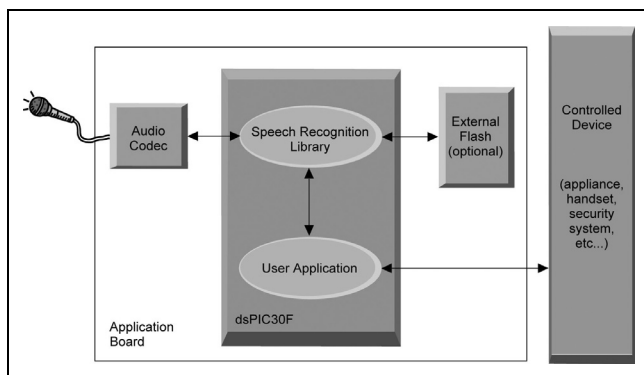 Audio
Codec
Speech Recognition
Library
External
Flash
(optional)
Controlled
Device
(appliance,
handset,
security
system,
etc...)
User Application
dsPIC30F
Application
Board